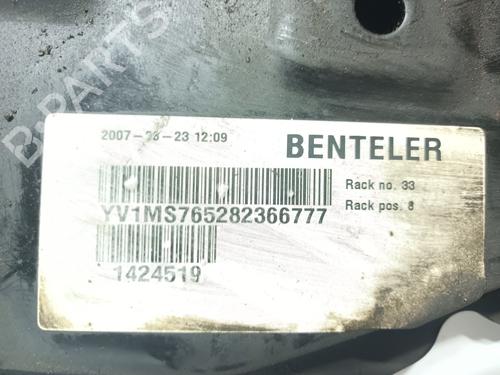 B-PARTS
2007-08-23 12:09
BENTELER
Rack no. 33
YV1MS765282366777
Rack pos. 8
1424519